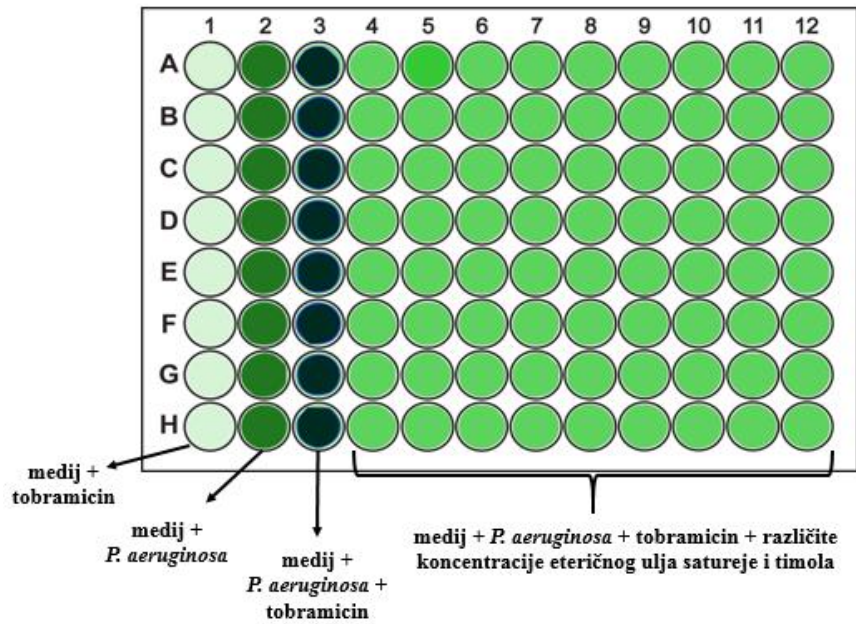 1 2 3 4 5 6 7 8 9 10 11 12
A
B
C
D
E
F
G
H
medij +
tobramicin
medij +
P. aeruginosa
medij +
P. aeruginosa +
tobramicin
medij + P. aeruginosa + tobramicin + različite
koncentracije eteričnog ulja satureje i timola